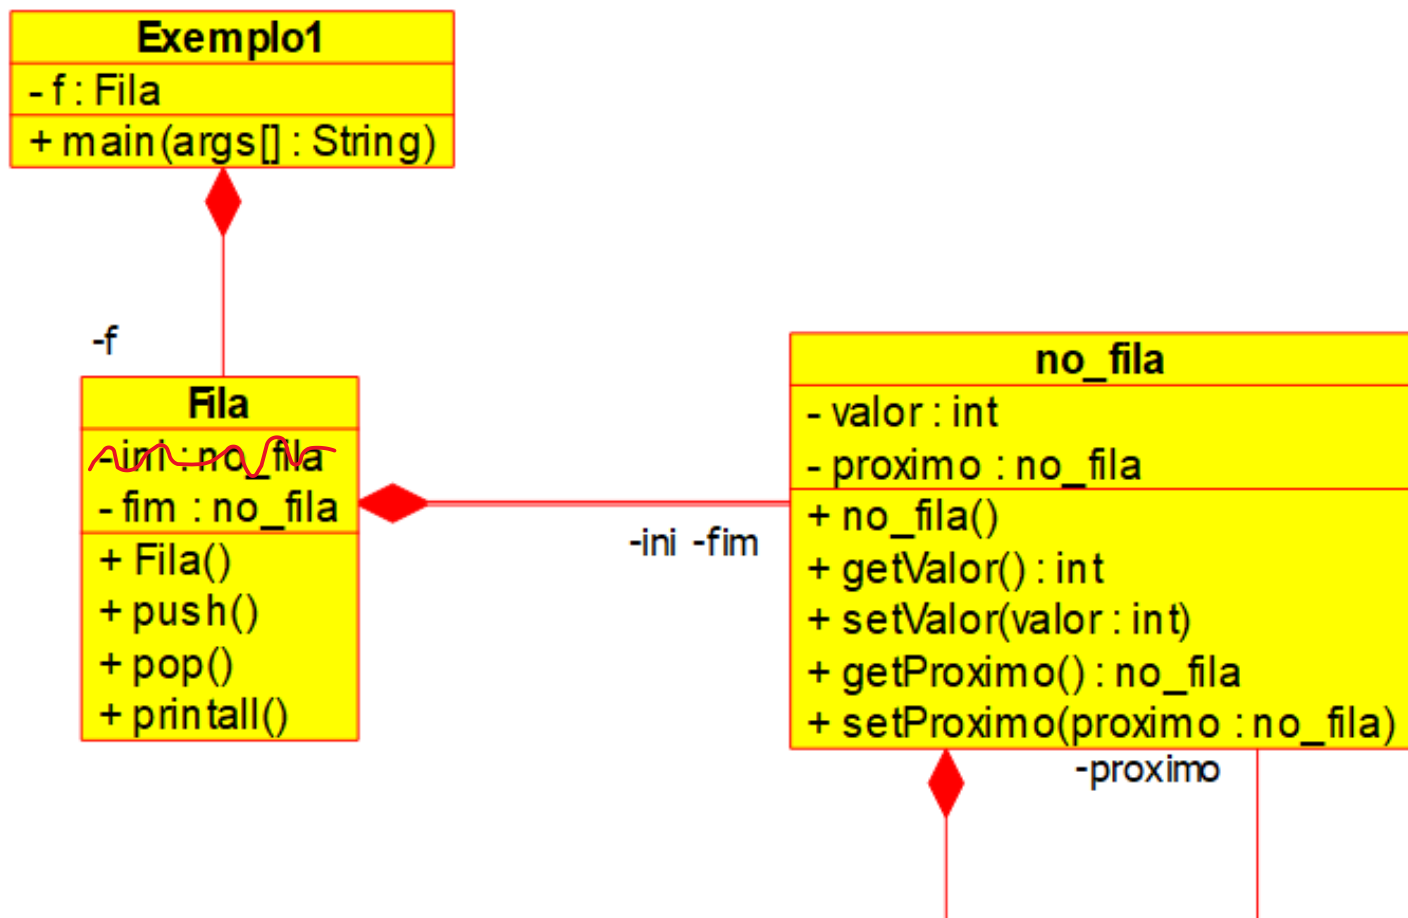 Exemplo1
- f : Fila
+ main(args[] : String)
-f
Fila
- ini : no_fila
- fim : no_fila
+ Fila()
+ push()
+ pop()
+ printall()
-ini -fim
no_fila
- valor : int
- proximo : no_fila
+ no_fila()
+ getValor() : int
+ setValor(valor : int)
+ getProximo() : no_fila
+ setProximo(proximo : no_fila)
-proximo